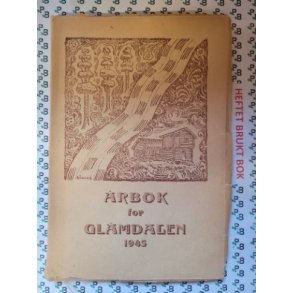 ÅRBOK
for
GLÅMDALEN
1945
HEFTET BRUKT BOK